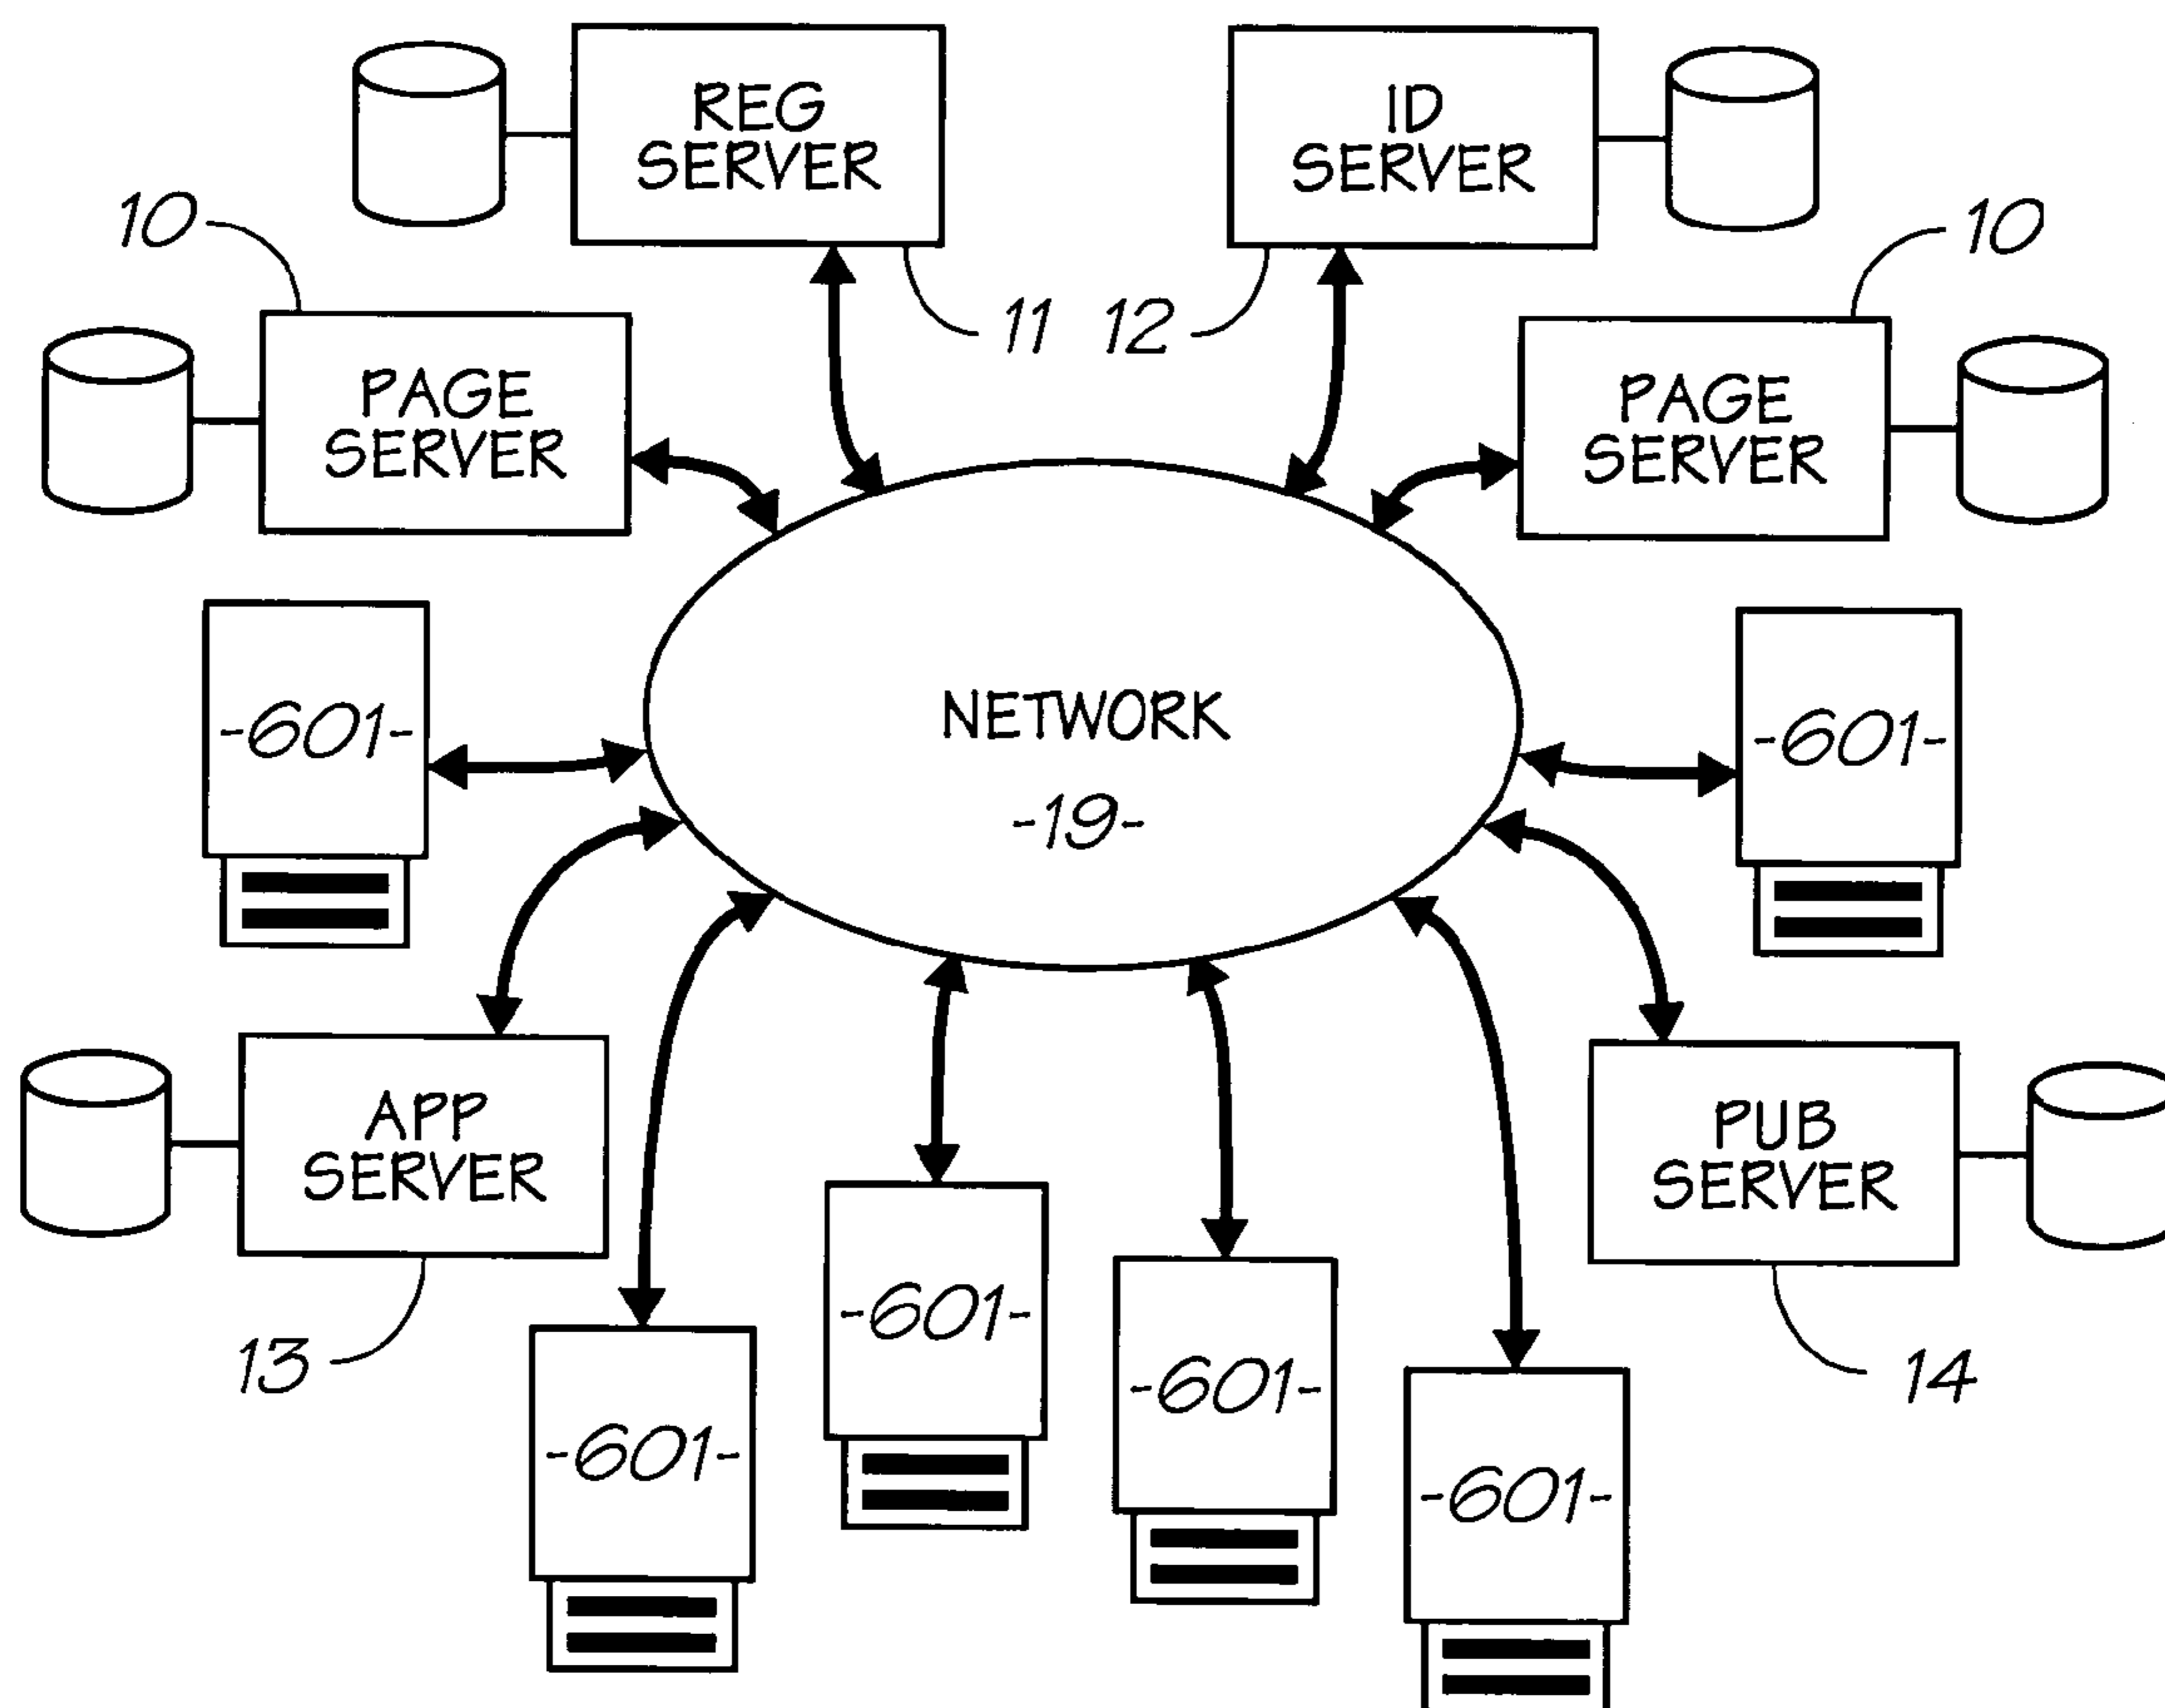 REG
SERVER
ID
SERVER
10
10
11
12
PAGE
SERVER
PAGE
SERVER
-601-
NETWORK
-19-
-601-
APP
SERVER
PUB
SERVER
-601-
13
-601-
14
-601-
-601-